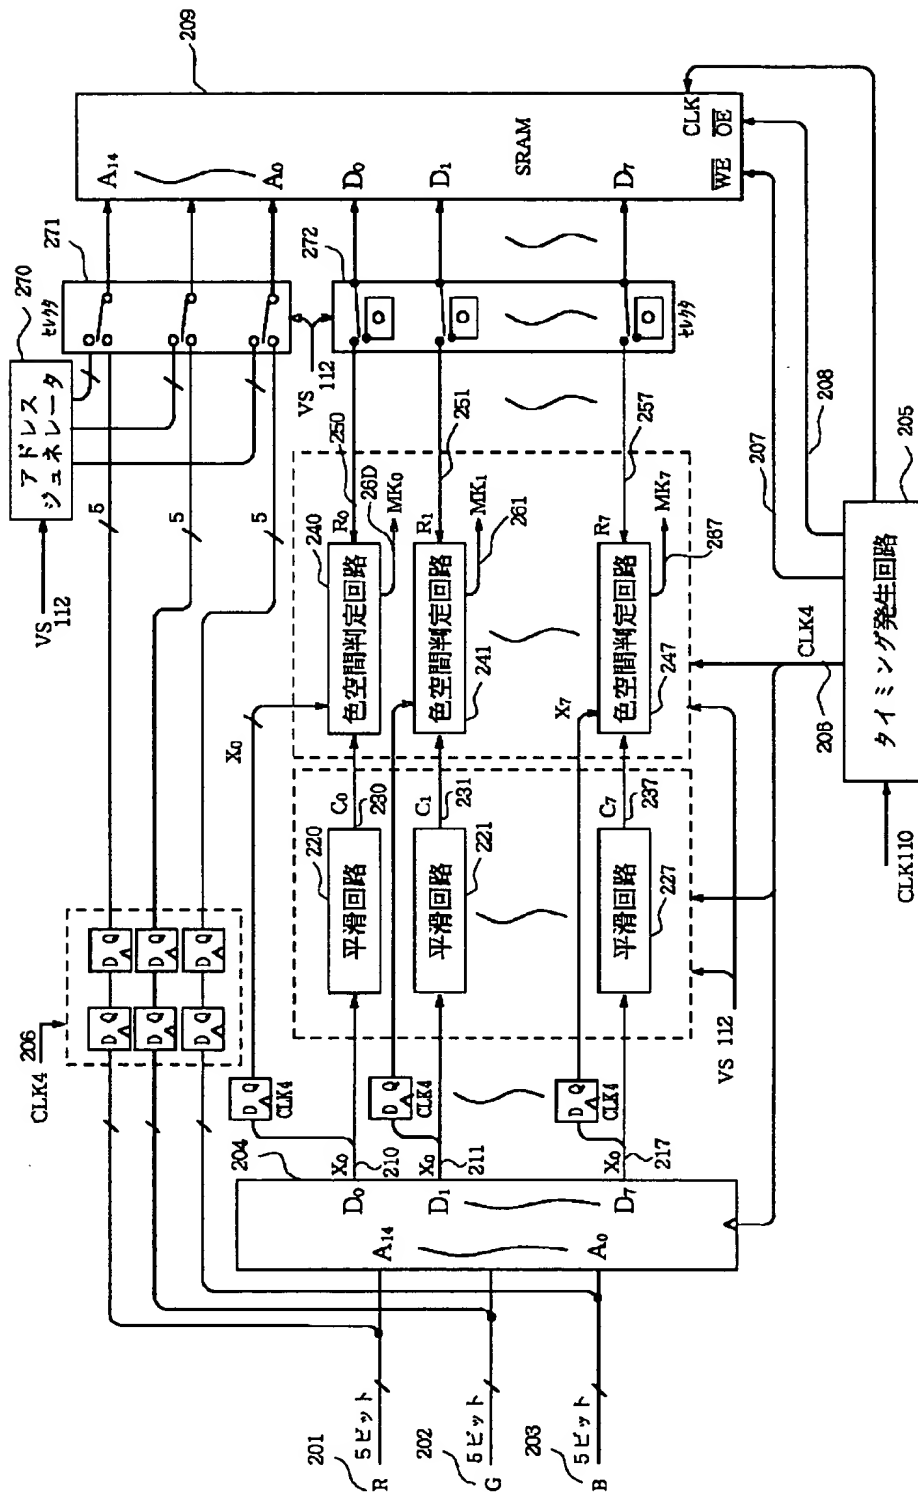 201
R
5ビット
202
G
5ビット
203
B
5ビット
204
A14
A0
D0
D1
D7
X0
210
X0
211
X0
217
CLK4
206
D Q
D Q
D Q
D Q
D Q
D Q
D Q
CLK4
D Q
CLK4
D Q
CLK4
220
平滑回路
C0
230
221
平滑回路
C1
231
227
平滑回路
C7
237
VS 112
X0
X7
240
色空間判定回路
R0
250
26D
MK0
241
色空間判定回路
R1
251
261
MK1
247
色空間判定回路
R7
257
267
MK7
5
5
5
VS
112
270
アドレス
ジュネレータ
271
セレクタ
VS
112
272
0
0
0
セレクタ
209
A14
A0
D0
D1
D7
SRAM
CLK
WE
OE
207
208
CLK4
20B
205
タイミング発生回路
CLK110